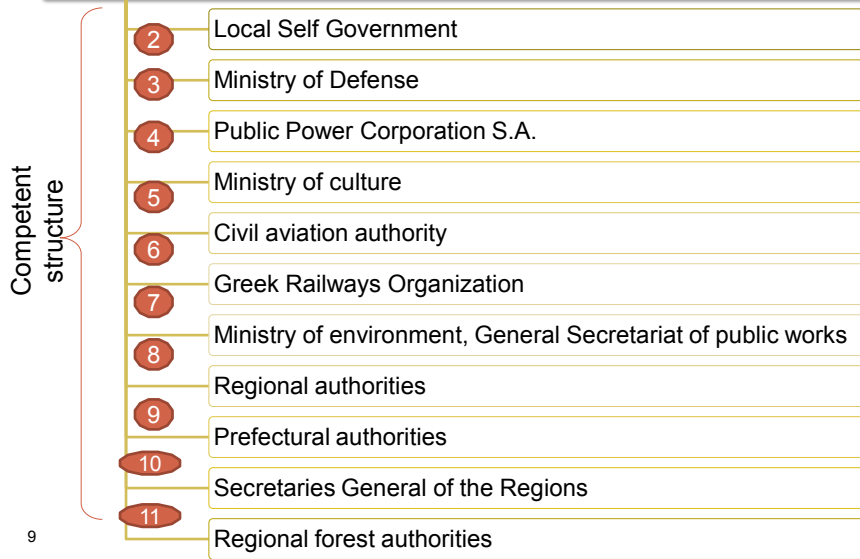 Competent
structure
2
Local Self Government
3
Ministry of Defense
4
Public Power Corporation S.A.
5
Ministry of culture
6
Civil aviation authority
7
Greek Railways Organization
8
Ministry of environment, General Secretariat of public works
9
Regional authorities
10
Prefectural authorities
11
Secretaries General of the Regions
Regional forest authorities
9